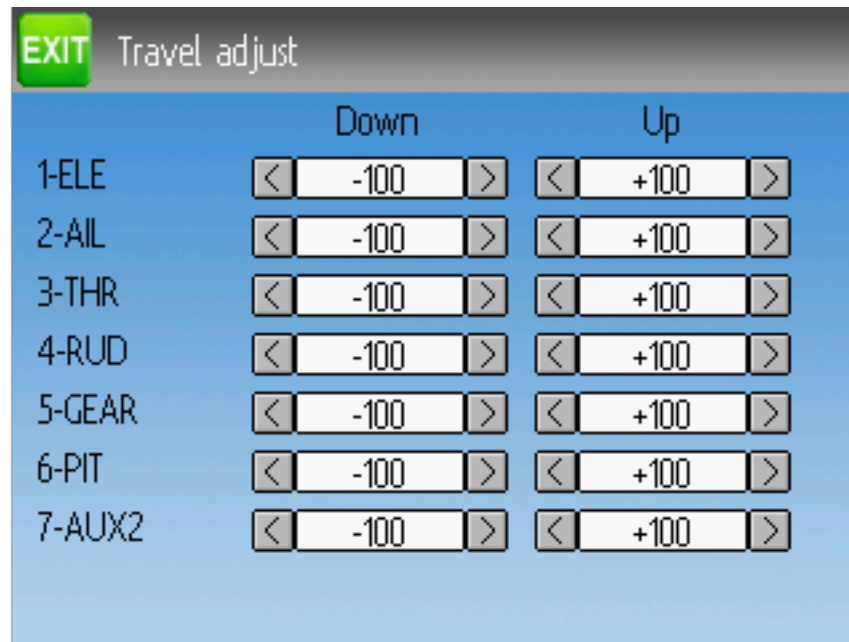 EXIT Travel adjust
Down Up
1-ELE < -100 > < +100 >
2-AIL < -100 > < +100 >
3-THR < -100 > < +100 >
4-RUD < -100 > < +100 >
5-GEAR < -100 > < +100 >
6-PIT < -100 > < +100 >
7-AUX2 < -100 > < +100 >